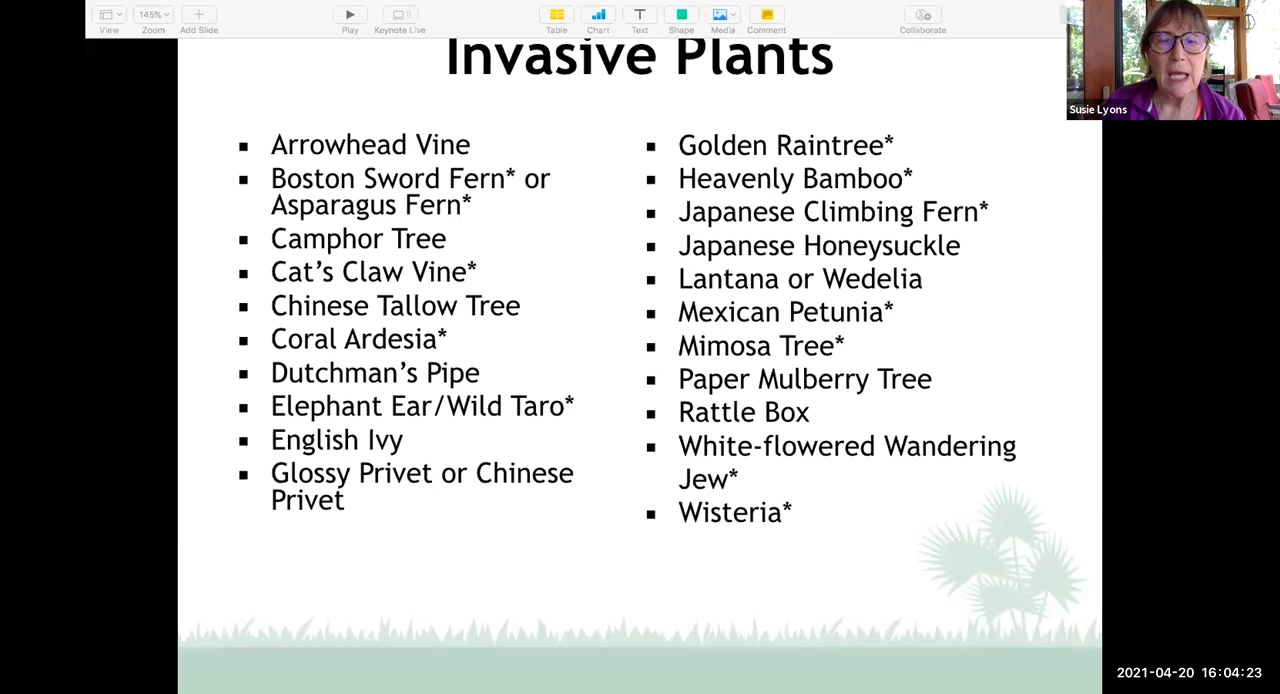 145%
View
Zoom
Add Slide
Play
Keynote Live
Table
Chart
Text
Shape
Media
Comment
Collaborate
Susie Lyons
Invasive Plants
▪ Arrowhead Vine
▪ Boston Sword Fern* or
Asparagus Fern*
▪ Camphor Tree
▪ Cat’s Claw Vine*
▪ Chinese Tallow Tree
▪ Coral Ardesia*
▪ Dutchman’s Pipe
▪ Elephant Ear/Wild Taro*
▪ English Ivy
▪ Glossy Privet or Chinese
Privet
▪ Golden Raintree*
▪ Heavenly Bamboo*
▪ Japanese Climbing Fern*
▪ Japanese Honeysuckle
▪ Lantana or Wedelia
▪ Mexican Petunia*
▪ Mimosa Tree*
▪ Paper Mulberry Tree
▪ Rattle Box
▪ White-flowered Wandering
Jew*
▪ Wisteria*
2021-04-20 16:04:23